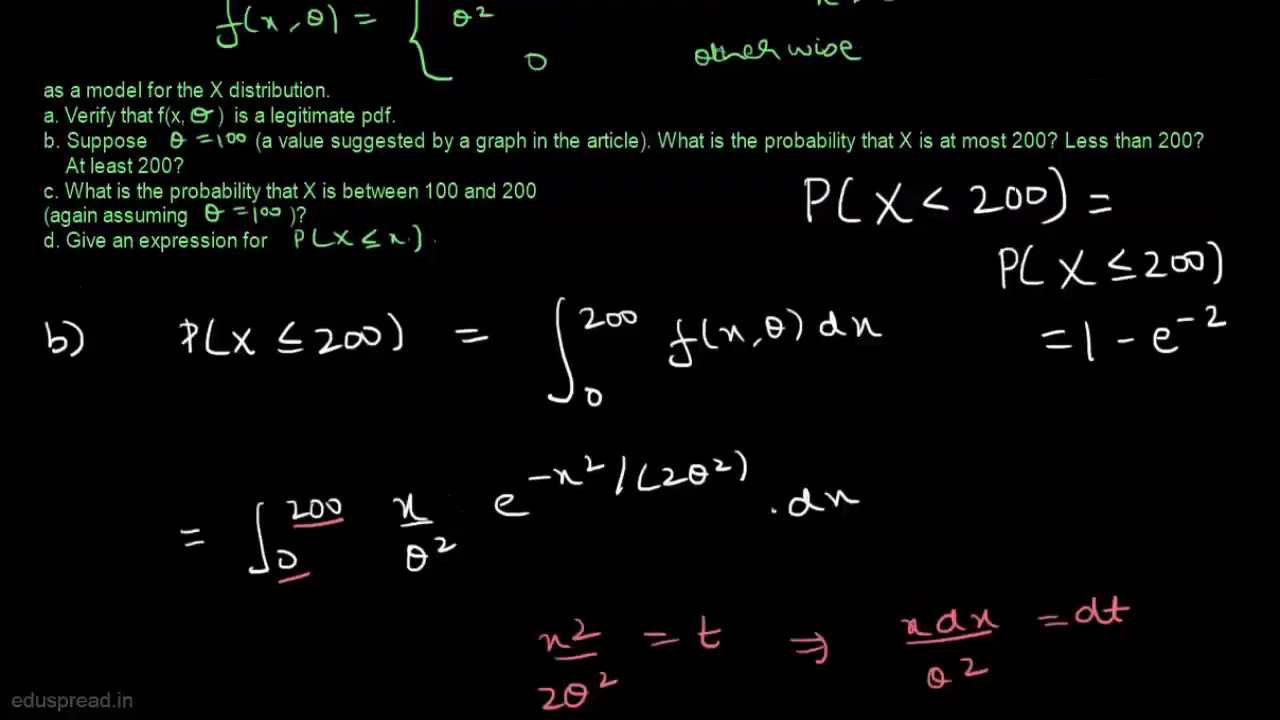 f(x, θ) = { θ²
0 otherwise
as a model for the X distribution.
a. Verify that f(x, θ ) is a legitimate pdf.
b. Suppose θ =100 (a value suggested by a graph in the article). What is the probability that X is at most 200? Less than 200?
At least 200?
c. What is the probability that X is between 100 and 200
(again assuming θ =100 )?
d. Give an expression for P(X ≤ x) .
P(X < 200) =
P(X ≤ 200)
= 1 - e^{-2}
b) P(X ≤ 200) = ∫₀²⁰⁰ f(x, θ) dx
= ∫₀²⁰⁰ x/θ² e^{-x²/(2θ²)} . dx
x²/2θ² = t ⇒ x dx/θ² = dt
eduspread.in